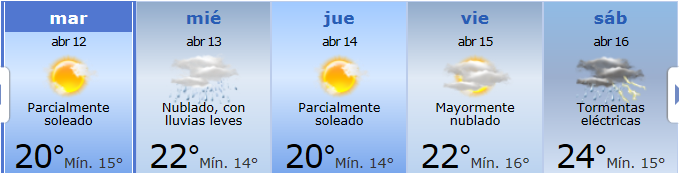 mar
abr 12
Parcialmente
soleado
20° Mín. 15°
mié
abr 13
Nublado, con
lluvias leves
22° Mín. 14°
jue
abr 14
Parcialmente
soleado
20° Mín. 14°
vie
abr 15
Mayormente
nublado
22° Mín. 16°
sáb
abr 16
Tormentas
eléctricas
24° Mín. 15°